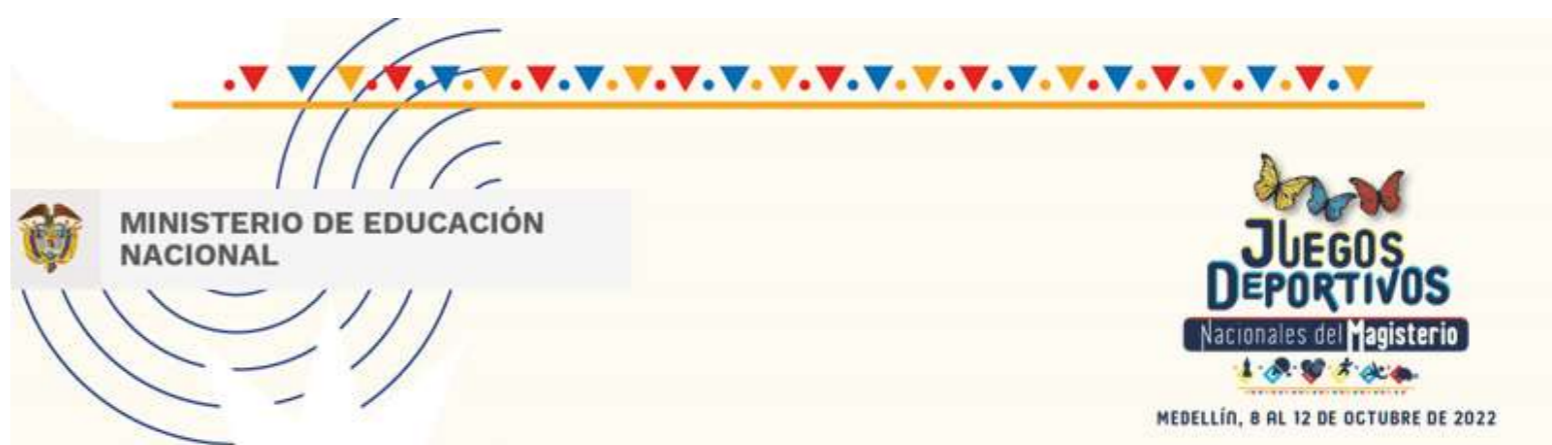 MINISTERIO DE EDUCACIÓN
NACIONAL
JUEGOS
DEPORTIVOS
Nacionales del Magisterio
MEDELLÍN, 8 AL 12 DE OCTUBRE DE 2022